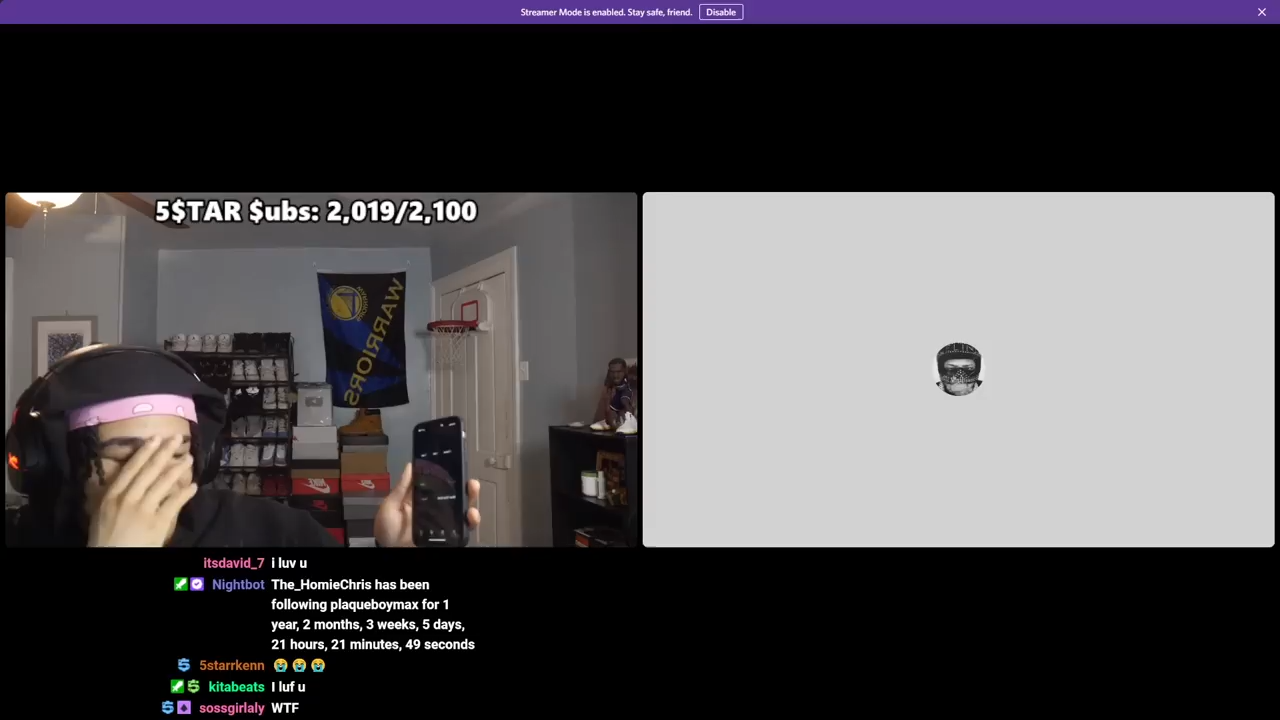 Streamer Mode is enabled. Stay safe, friend. Disable
5$TAR $ubs: 2,019/2,100
WARRIORS
itsdavid_7 i luv u
Nightbot The_HomieChris has been
following plaqueboymax for 1
year, 2 months, 3 weeks, 5 days,
21 hours, 21 minutes, 49 seconds
5starrkenn 😭 😭 😭
kitabeats I luf u
sossgirlaly WTF